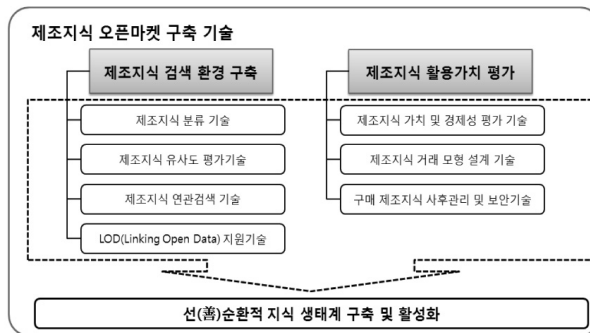 제조지식 오픈마켓 구축 기술
제조지식 검색 환경 구축
제조지식 분류 기술
제조지식 유사도 평가기술
제조지식 연관검색 기술
LOD(Linking Open Data) 지원기술
제조지식 활용가치 평가
제조지식 가치 및 경제성 평가 기술
제조지식 거래 모형 설계 기술
구매 제조지식 사후관리 및 보안기술
선(善)순환적 지식 생태계 구축 및 활성화